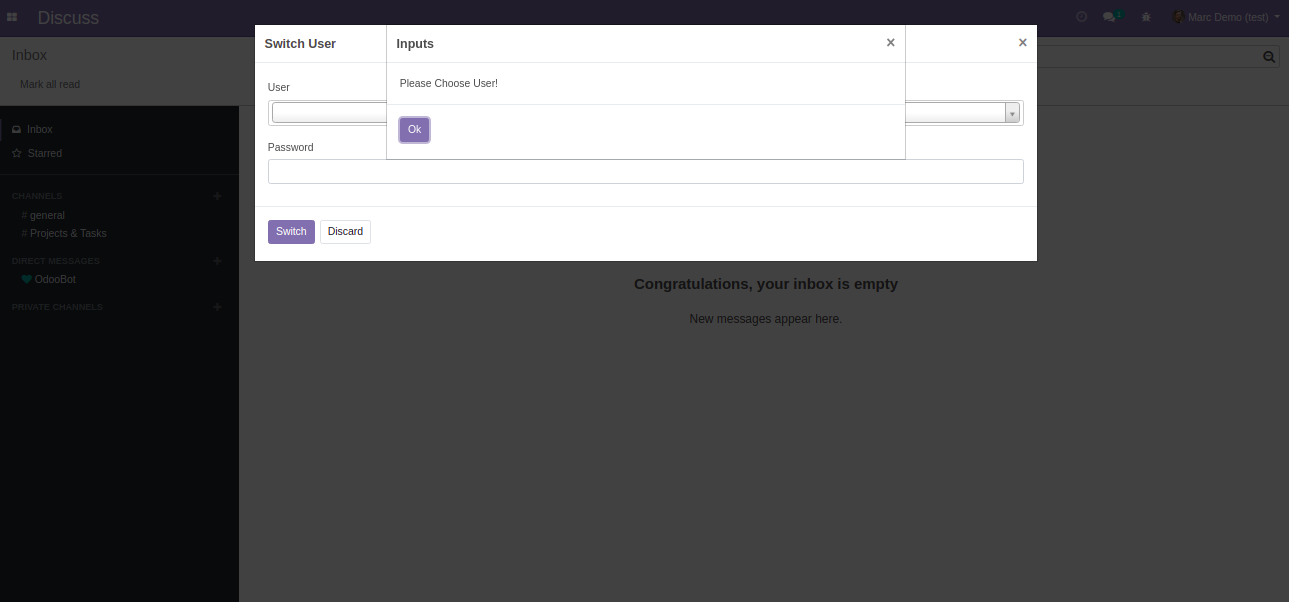 Discuss
1
Marc Demo (test)
Inbox
Mark all read
Switch User
×
Inputs
×
Please Choose User!
Ok
User
Password
Switch
Discard
Inbox
Starred
CHANNELS
# general
# Projects & Tasks
DIRECT MESSAGES
OdooBot
PRIVATE CHANNELS
Congratulations, your inbox is empty
New messages appear here.